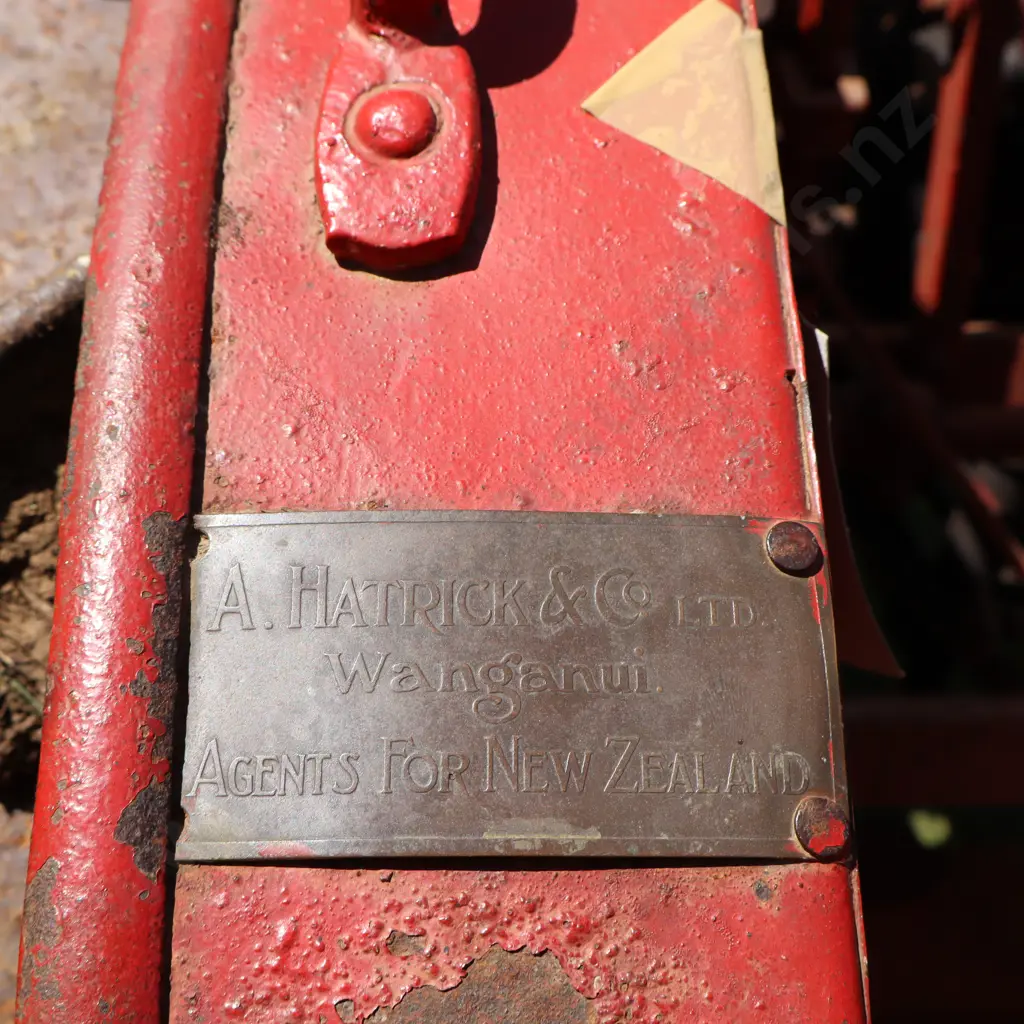 A. HATRICK & CO LTD.
Wanganui.
AGENTS FOR NEW ZEALAND